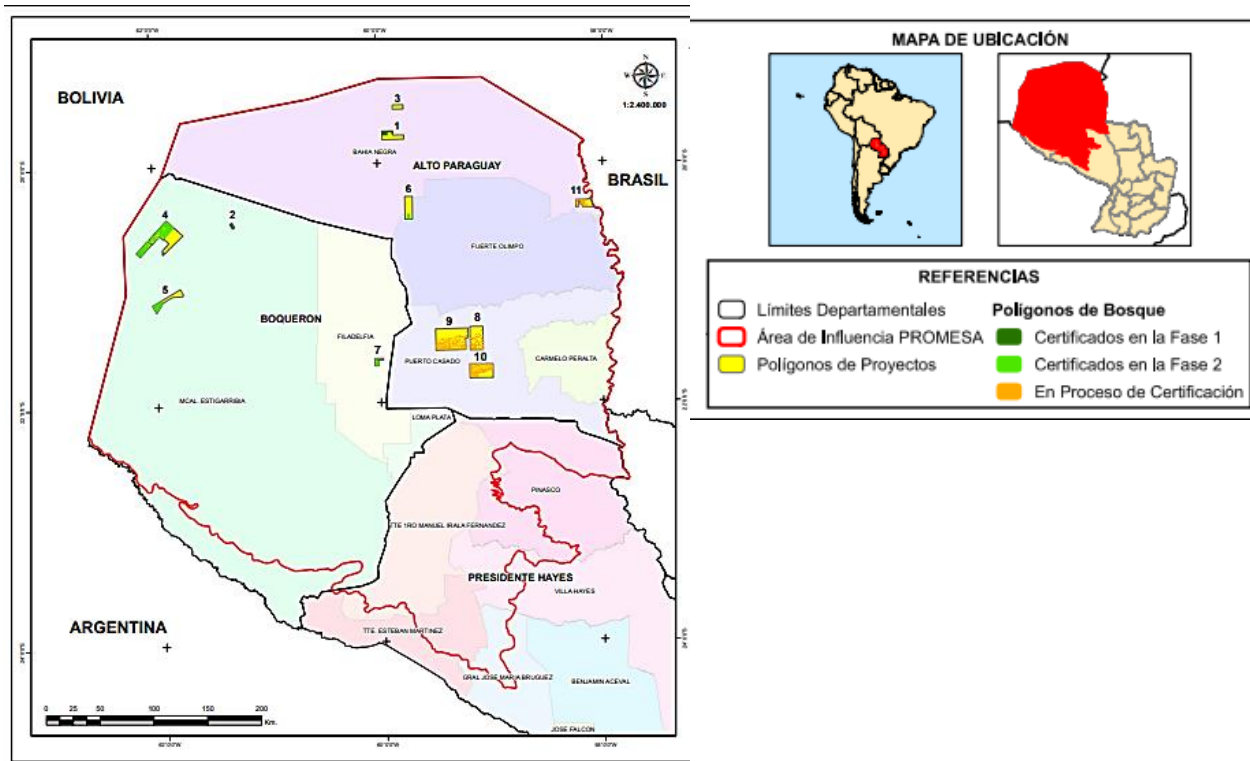 BOLIVIA
3
1:2.400.000
1
BAHIA NEGRA
ALTO PARAGUAY
BRASIL
6
11
4
2
FUERTE OLIMPO
5
BOQUERON
FILADELFIA
9
8
7
PUERTO CASADO
10
CARMELO PERALTA
MCAL. ESTIGARRIBIA
LOMA PLATA
PINASCO
TTE 1RO MANUEL IRALA FERNANDEZ
PRESIDENTE HAYES
VILLA HAYES
ARGENTINA
TTE. ESTEBAN MARTINEZ
GRAL JOSE MARIA BRUGUEZ
BENJAMIN ACEVAL
JOSE FALCON
0 25 50 100 150 200
Km.
MAPA DE UBICACIÓN
REFERENCIAS
Límites Departamentales
Área de Influencia PROMESA
Polígonos de Proyectos
Polígonos de Bosque
Certificados en la Fase 1
Certificados en la Fase 2
En Proceso de Certificación